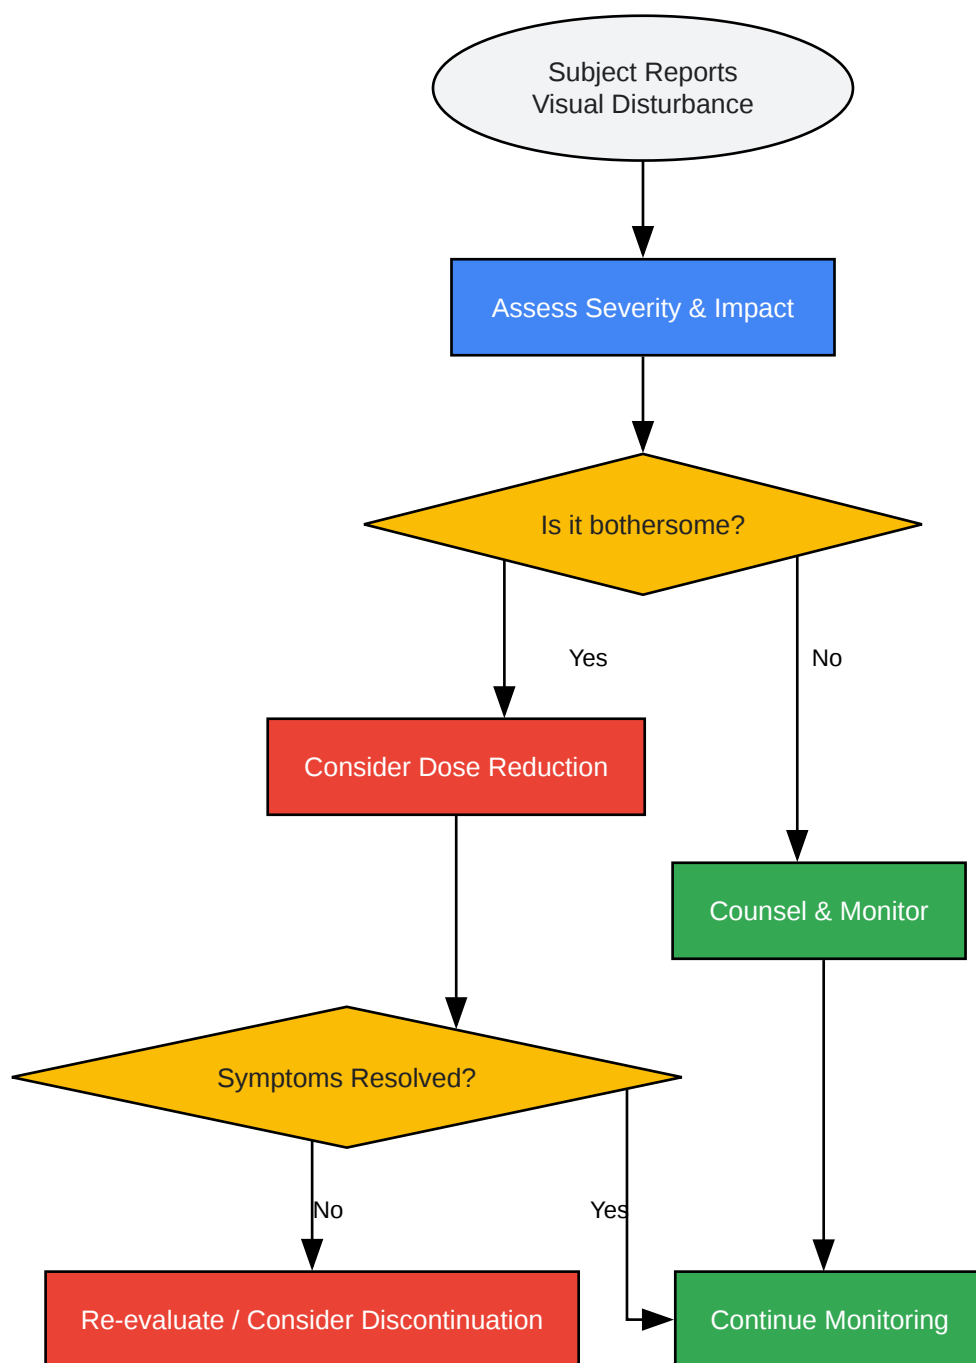 Subject Reports
Visual Disturbance
Assess Severity & Impact
Is it bothersome?
Yes
No
Consider Dose Reduction
Counsel & Monitor
Symptoms Resolved?
No
Yes
Re-evaluate / Consider Discontinuation
Continue Monitoring